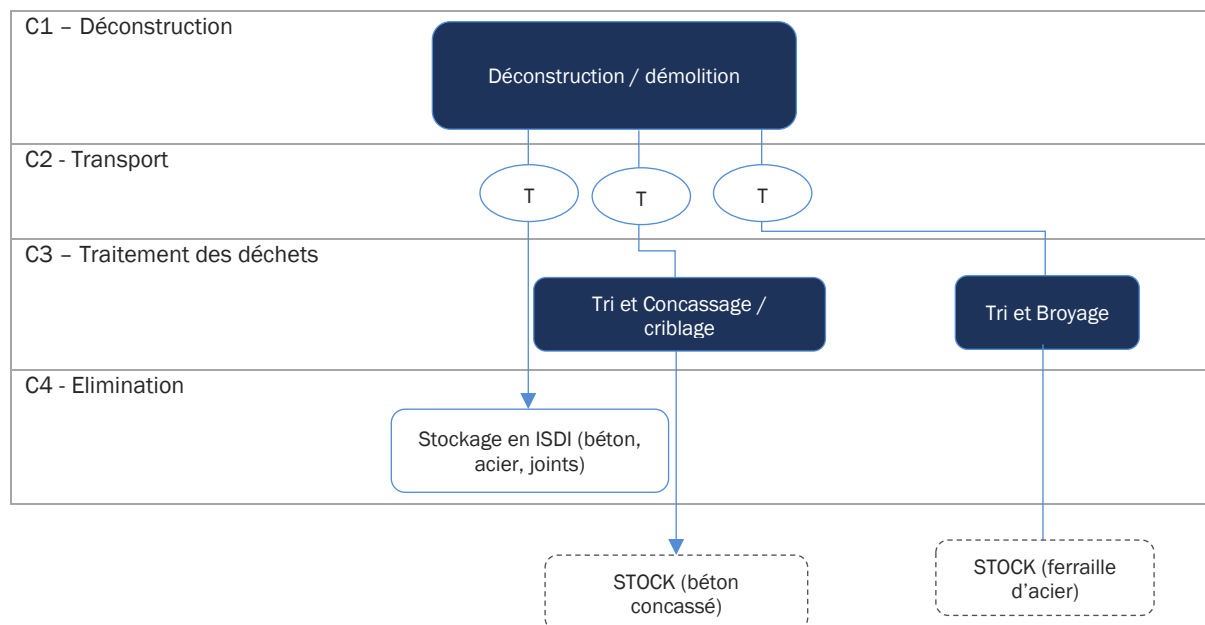 C1 – Déconstruction
Déconstruction / démolition
C2 - Transport
T
T
T
C3 – Traitement des déchets
Tri et Concassage /
criblage
Tri et Broyage
C4 - Elimination
Stockage en ISDI (béton,
acier, joints)
STOCK (béton
concassé)
STOCK (ferraille
d’acier)